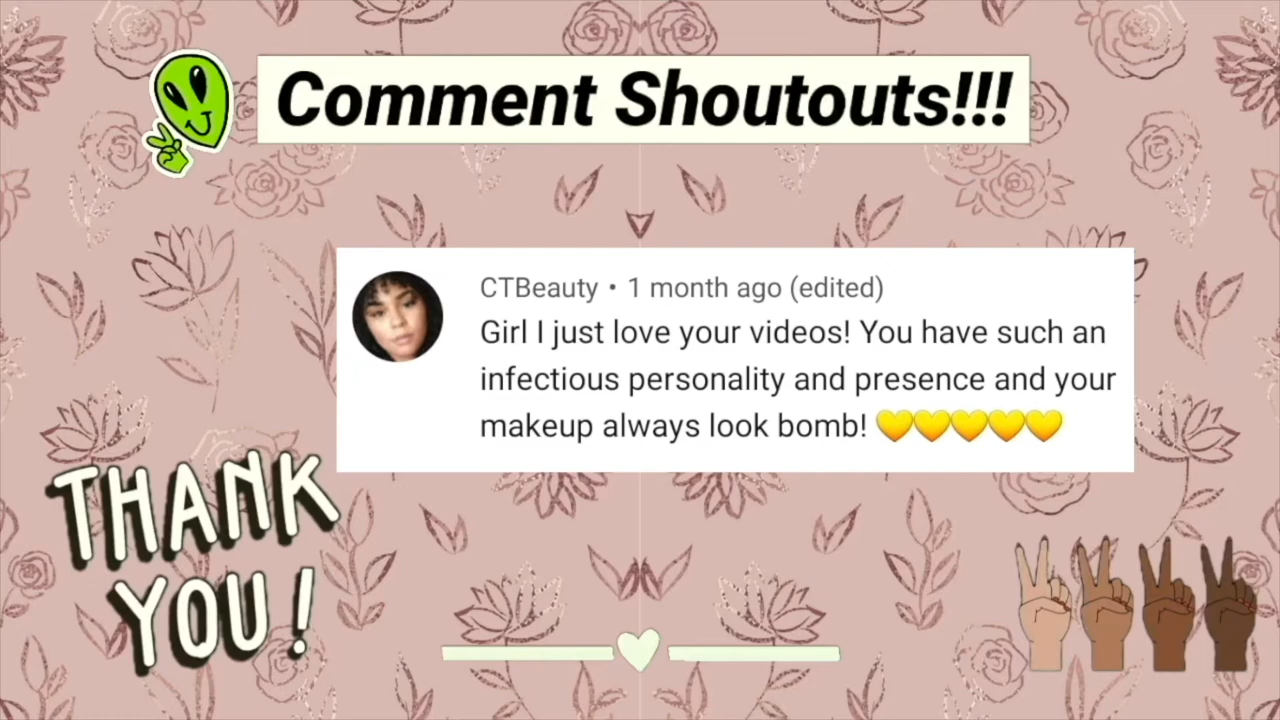 Comment Shoutouts!!!
CTBeauty • 1 month ago (edited)
Girl I just love your videos! You have such an
infectious personality and presence and your
makeup always look bomb! 💛💛💛💛💛
THANK
YOU!